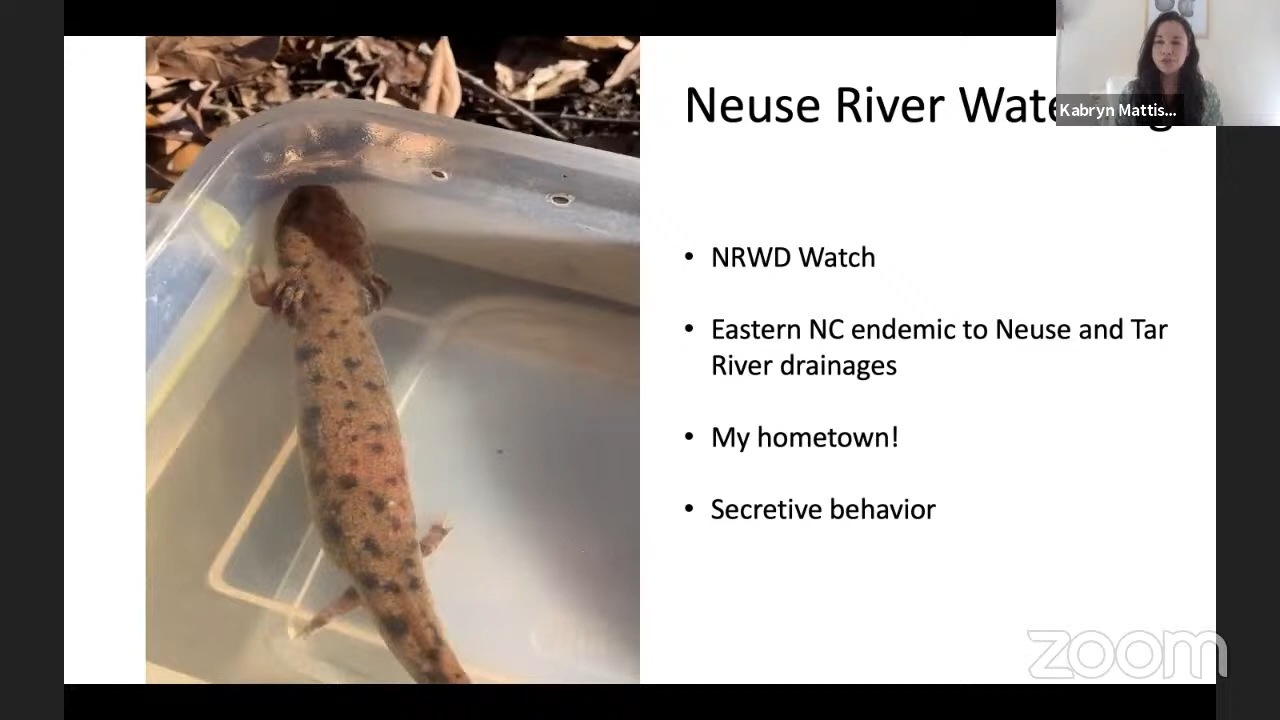 Neuse River Wate
Kabryn Mattis...
• NRWD Watch
• Eastern NC endemic to Neuse and Tar
River drainages
• My hometown!
• Secretive behavior
zoom